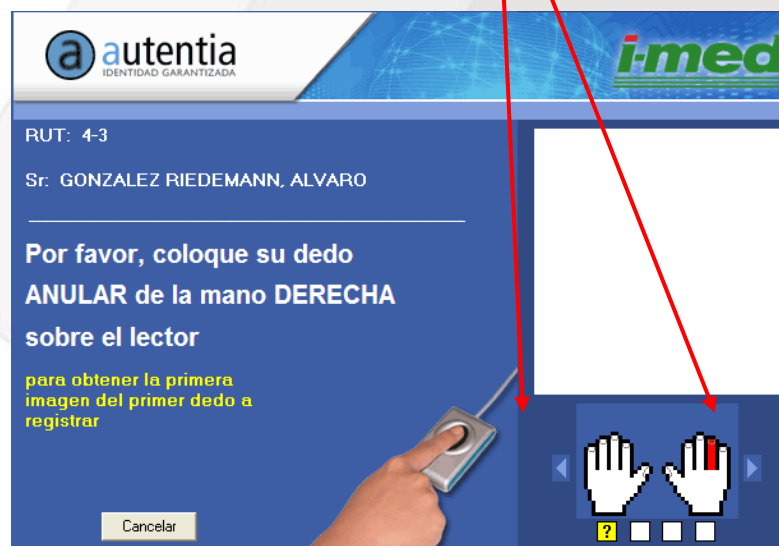 a autentia
IDENTIDAD GARANTIZADA
i-med
RUT: 4-3
Sr: GONZALEZ RIEDEMANN, ALVARO
Por favor, coloque su dedo
ANULAR de la mano DERECHA
sobre el lector
para obtener la primera
imagen del primer dedo a
registrar
Cancelar
?